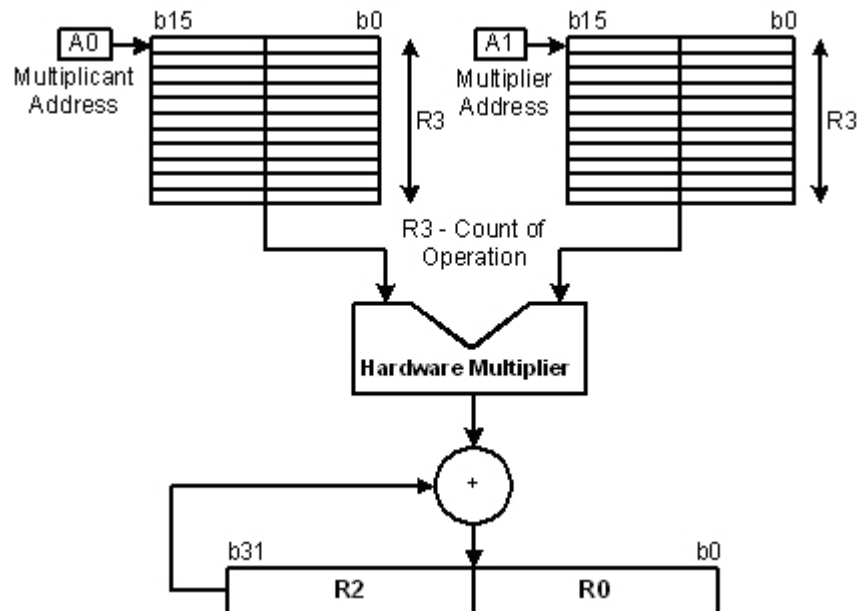 b15 b0
b15 b0
A0
A1
Multiplicant
Address
Multiplier
Address
R3
R3
R3 - Count of
Operation
Hardware Multiplier
+
b31 b0
R2 R0